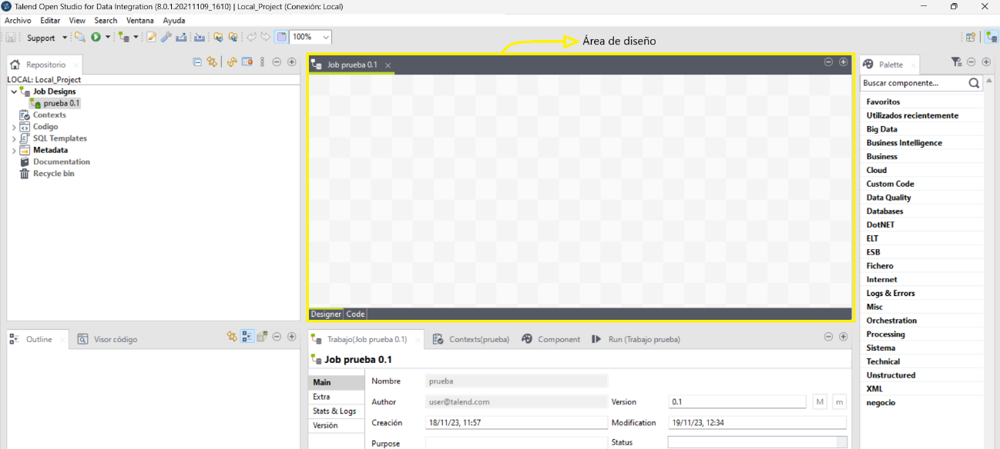 Talend Open Studio for Data Integration (8.0.1.20211109_1610) | Local_Project (Conexión: Local)
Archivo Editar View Search Ventana Ayuda
Support 100%
Área de diseño
Repositorio
LOCAL: Local_Project
Job Designs
prueba 0.1
Contexts
Codigo
SQL Templates
Metadata
Documentation
Recycle bin
Job prueba 0.1
Designer Code
Palette
Buscar componente...
Favoritos
Utilizados recientemente
Big Data
Business Intelligence
Business
Cloud
Custom Code
Data Quality
Databases
DotNET
ELT
ESB
Fichero
Internet
Logs & Errors
Misc
Orchestration
Processing
Sistema
Technical
Unstructured
XML
negocio
Outline Visor código
Trabajo(Job prueba 0.1) Contexts(prueba) Component Run (Trabajo prueba)
Job prueba 0.1
Main
Extra
Stats & Logs
Versión
Nombre prueba
Author user@talend.com Version 0.1 M m
Creación 18/11/23, 11:57 Modification 19/11/23, 12:34
Purpose Status